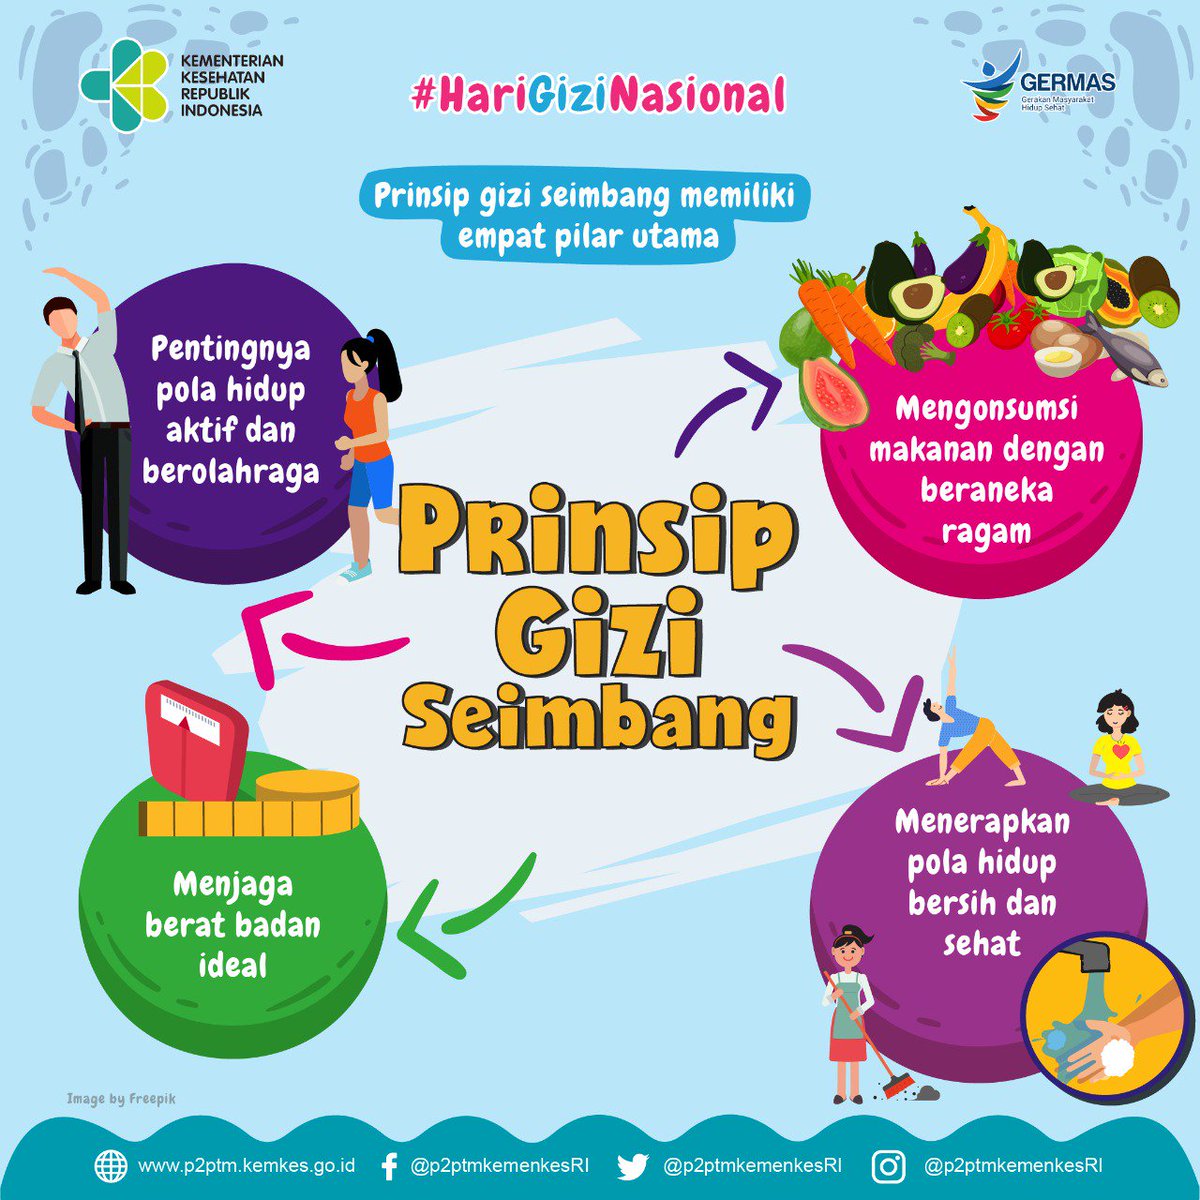 KEMENTERIAN
KESEHATAN
REPUBLIK
INDONESIA
#HariGiziNasional
GERMAS
Gerakan Masyarakat
Hidup Sehat
Prinsip gizi seimbang memiliki
empat pilar utama
Pentingnya
pola hidup
aktif dan
berolahraga
Mengonsumsi
makanan dengan
beraneka
ragam
Prinsip
Gizi
Seimbang
Menjaga
berat badan
ideal
Menerapkan
pola hidup
bersih dan
sehat
Image by Freepik
www.p2ptm.kemkes.go.id
@p2ptmkemenkesRI
@p2ptmkemenkesRI
@p2ptmkemenkesRI